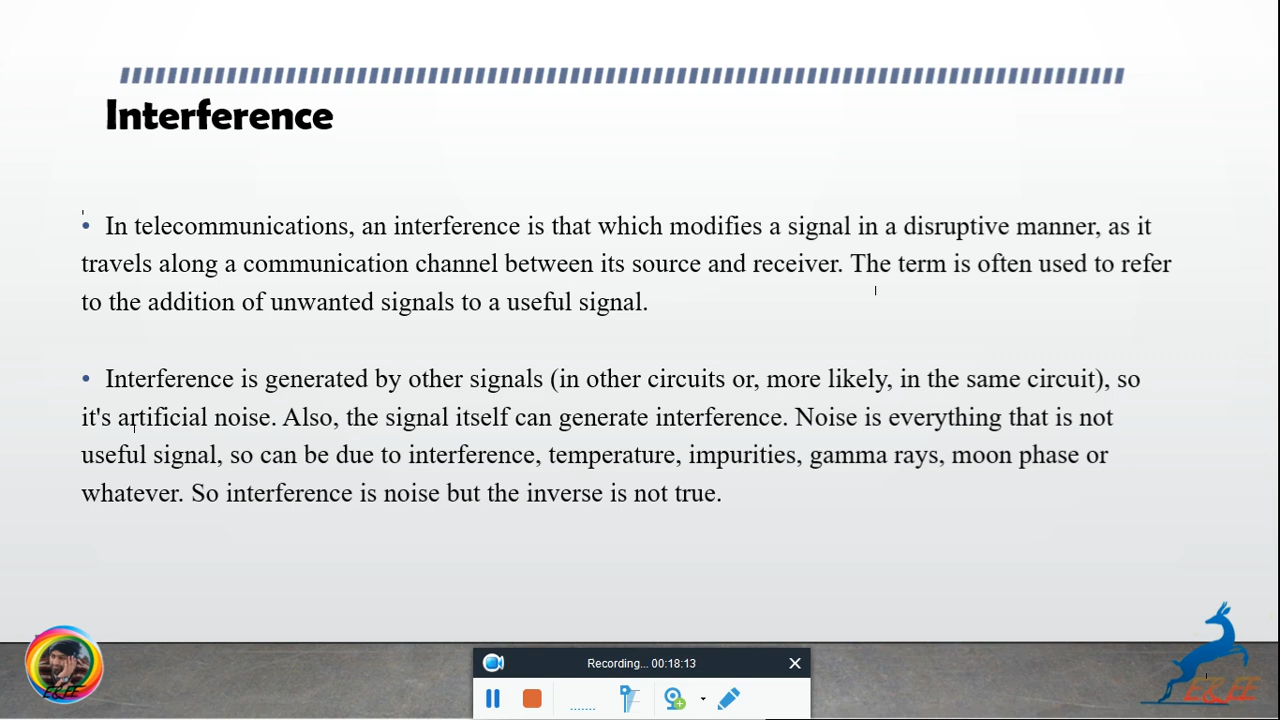 Interference
• In telecommunications, an interference is that which modifies a signal in a disruptive manner, as it
travels along a communication channel between its source and receiver. The term is often used to refer
to the addition of unwanted signals to a useful signal.
• Interference is generated by other signals (in other circuits or, more likely, in the same circuit), so
it's artificial noise. Also, the signal itself can generate interference. Noise is everything that is not
useful signal, so can be due to interference, temperature, impurities, gamma rays, moon phase or
whatever. So interference is noise but the inverse is not true.
E&EE
Recording... 00:18:13
E&EE